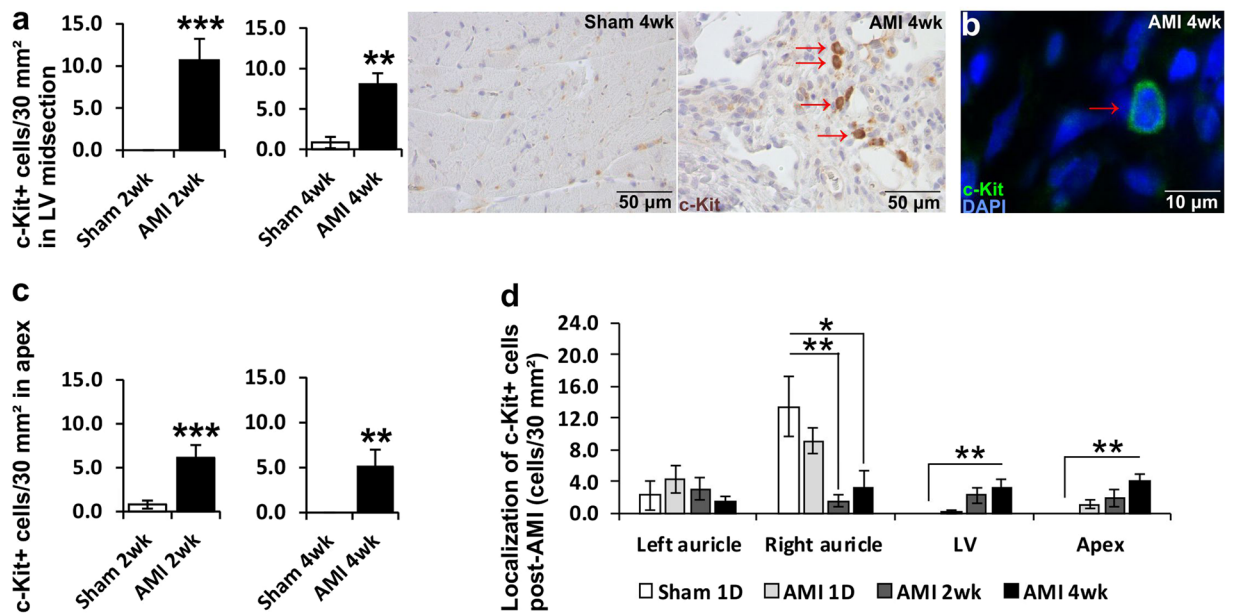 a
c-Kit+ cells/30 mm²
in LV midsection
15.0
10.0
5.0
0.0
***
Sham 2wk
AMI 2wk
15.0
10.0
5.0
0.0
**
Sham 4wk
AMI 4wk
Sham 4wk
50 μm
AMI 4wk
c-Kit
50 μm
b
AMI 4wk
c-Kit
DAPI
10 μm
c
c-Kit+ cells/30 mm² in apex
15.0
10.0
5.0
0.0
***
Sham 2wk
AMI 2wk
15.0
10.0
5.0
0.0
**
Sham 4wk
AMI 4wk
d
Localization of c-Kit+ cells
post-AMI (cells/30 mm²)
24.0
20.0
16.0
12.0
8.0
4.0
0.0
*
**
**
**
Left auricle Right auricle LV Apex
Sham 1D AMI 1D AMI 2wk AMI 4wk